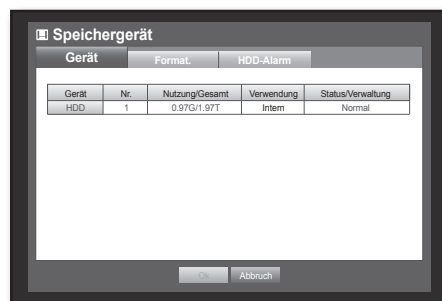 Speichergerät
Gerät Format. HDD-Alarm
Gerät Nr. Nutzung/Gesamt Verwendung Status/Verwaltung
HDD 1 0.97G/1.97T Intern Normal
Ok Abbruch